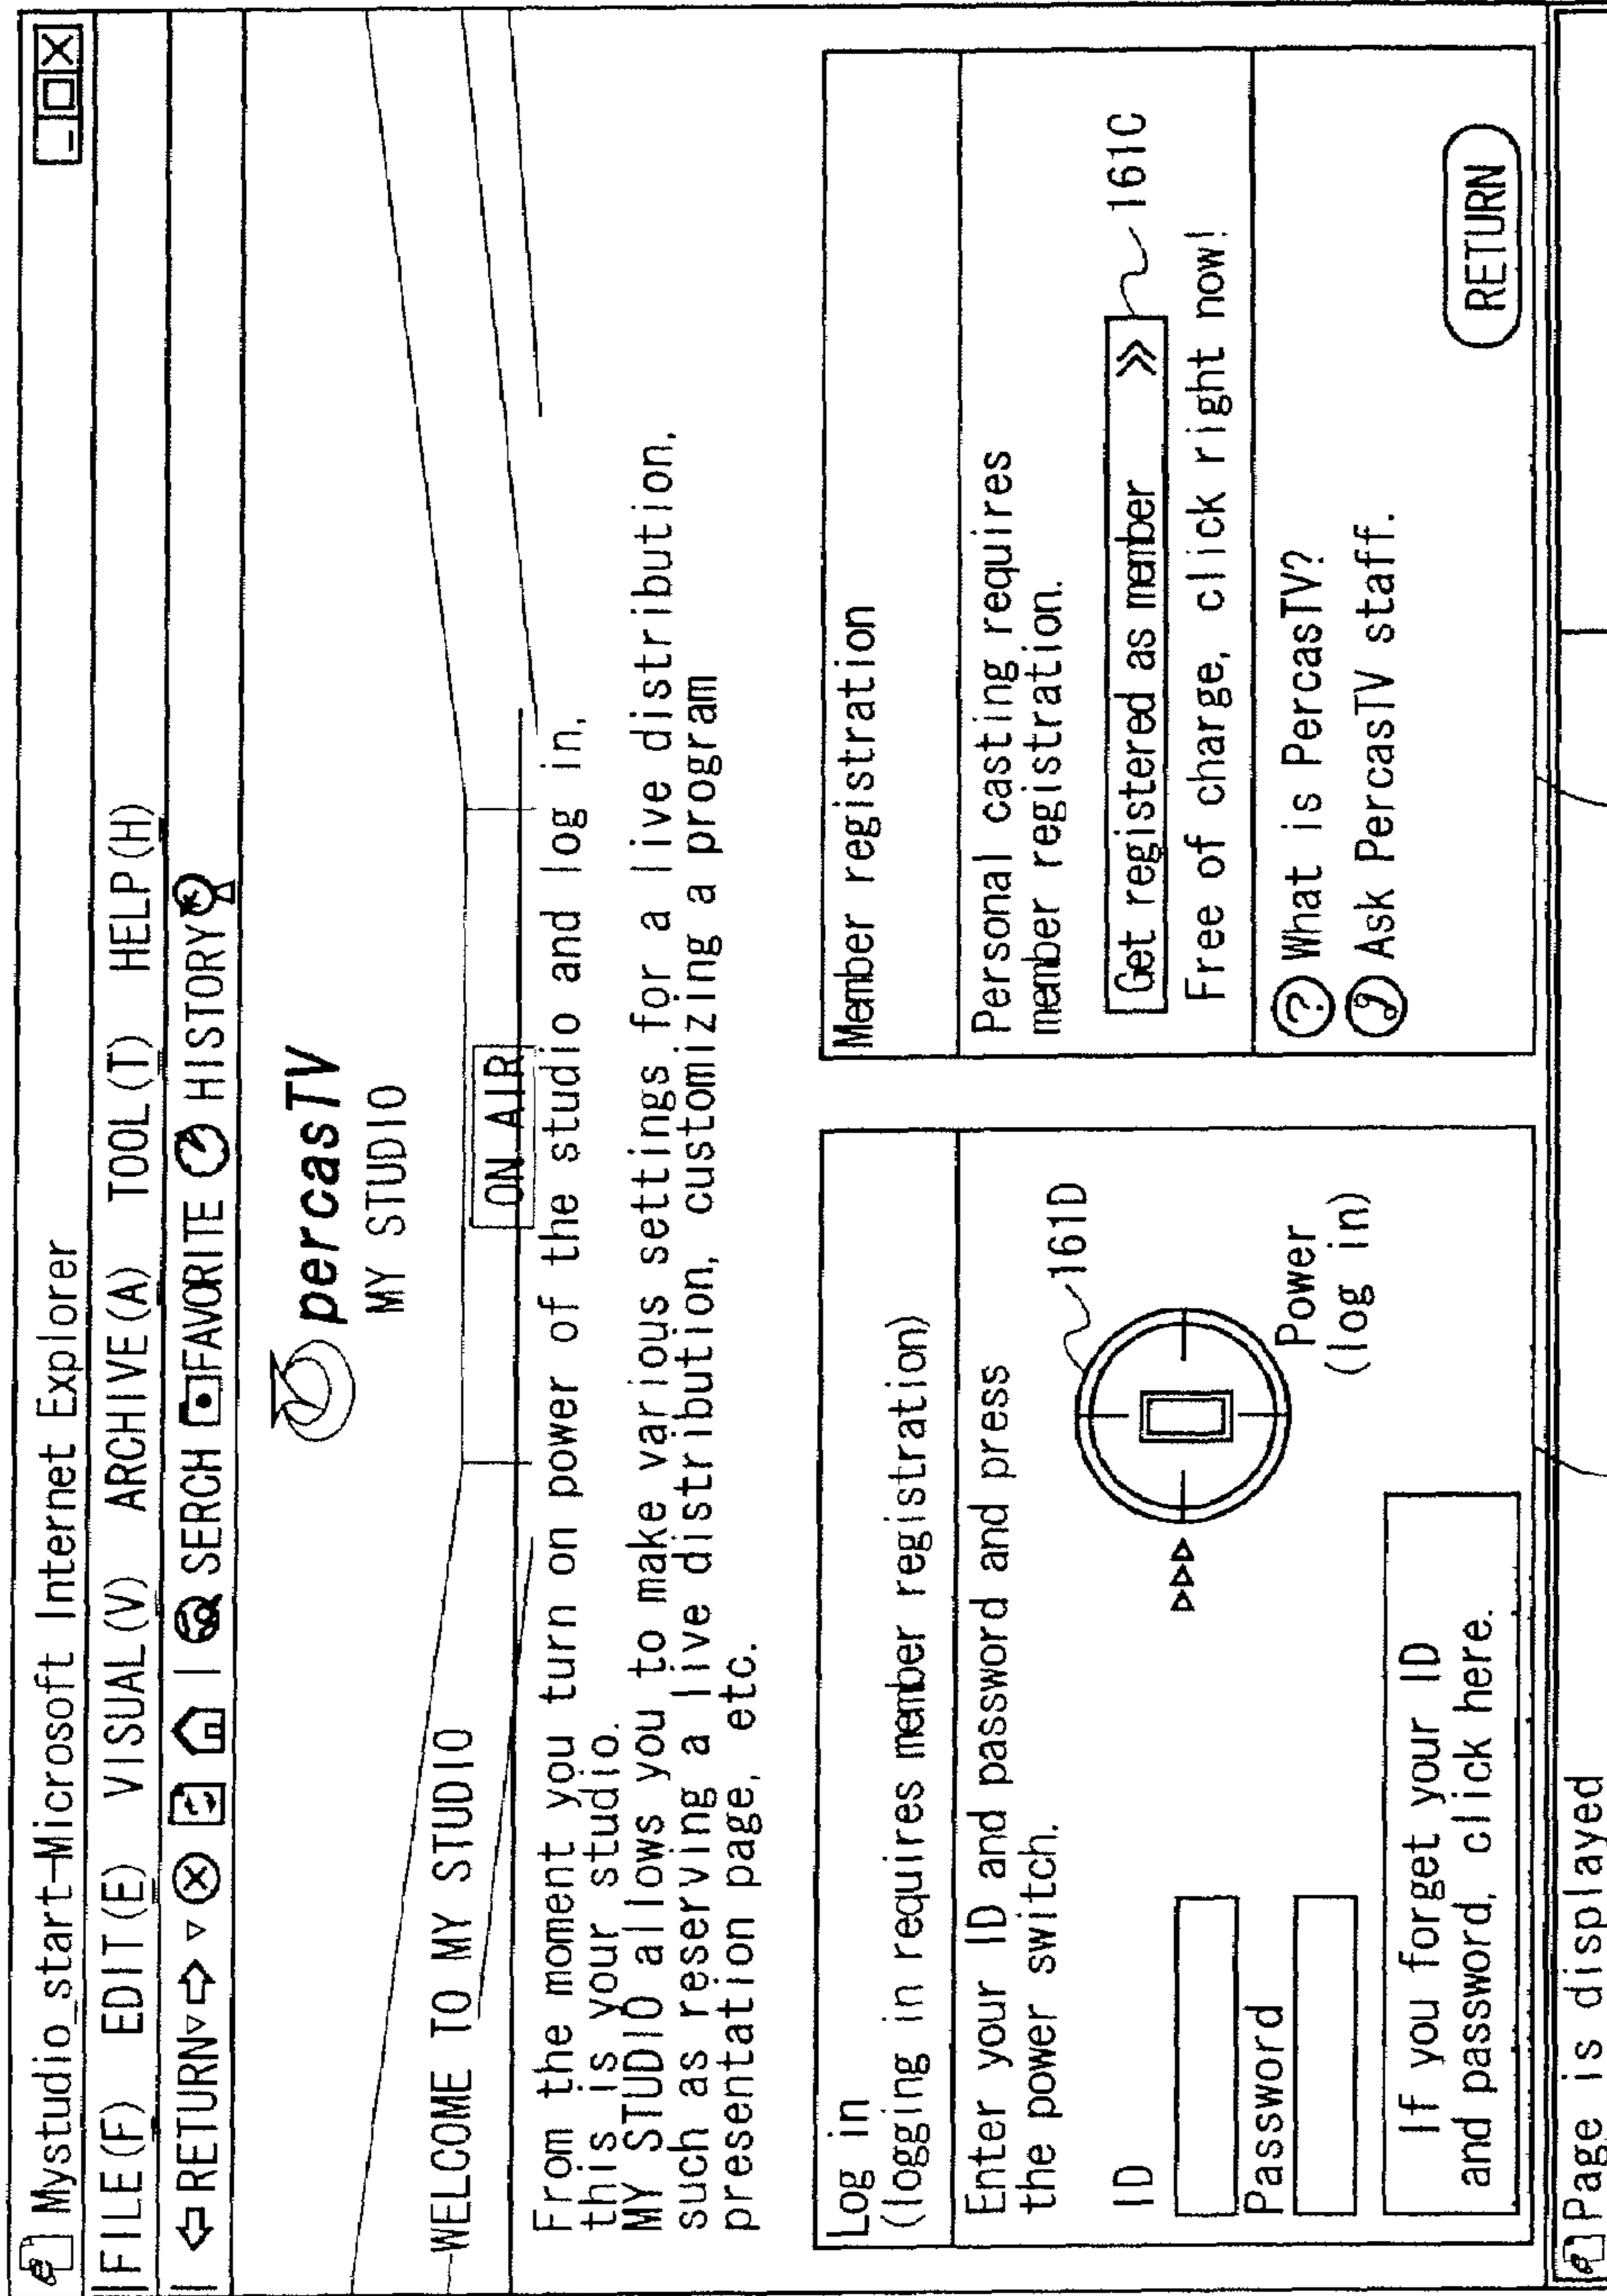 Mystudio_start-Microsoft Internet Explorer
FILE(F) EDIT(E) VISUAL(V) ARCHIVE(A) TOOL(T) HELP(H)
RETURN SERCH FAVORITE HISTORY
percasTV
MY STUDIO
WELCOME TO MY STUDIO
ON AIR
From the moment you turn on power of the studio and log in,
this is your studio.
MY STUDIO allows you to make various settings for a live distribution,
such as reserving a live distribution, customizing a program
presentation page, etc.
Log in
(logging in requires member registration)
Enter your ID and password and press
the power switch.
ID
Password
161D
Power
(log in)
If you forget your ID
and password, click here.
Member registration
Personal casting requires
member registration.
Get registered as member »
161C
Free of charge, click right now!
? What is PercasTV?
Ask PercasTV staff.
RETURN
Page is displayed